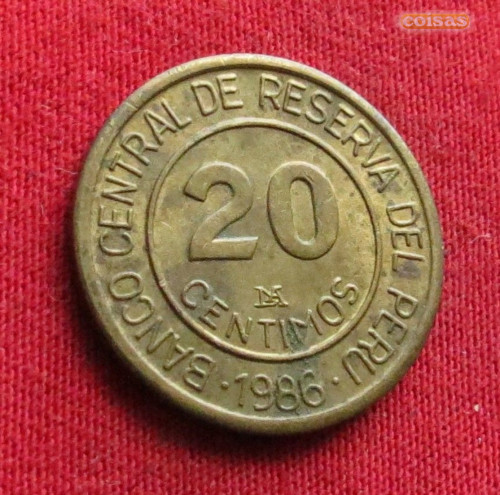 coisas
BANCO CENTRAL DE RESERVA DEL PERU
20
CENTIMOS
· 1986 ·